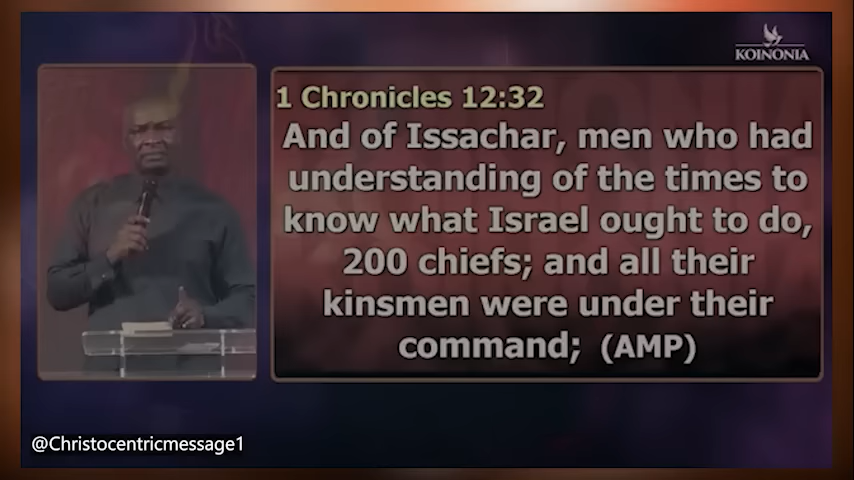 KOINONIA
1 Chronicles 12:32
And of Issachar, men who had
understanding of the times to
know what Israel ought to do,
200 chiefs; and all their
kinsmen were under their
command; (AMP)
@Christocentricmessage1